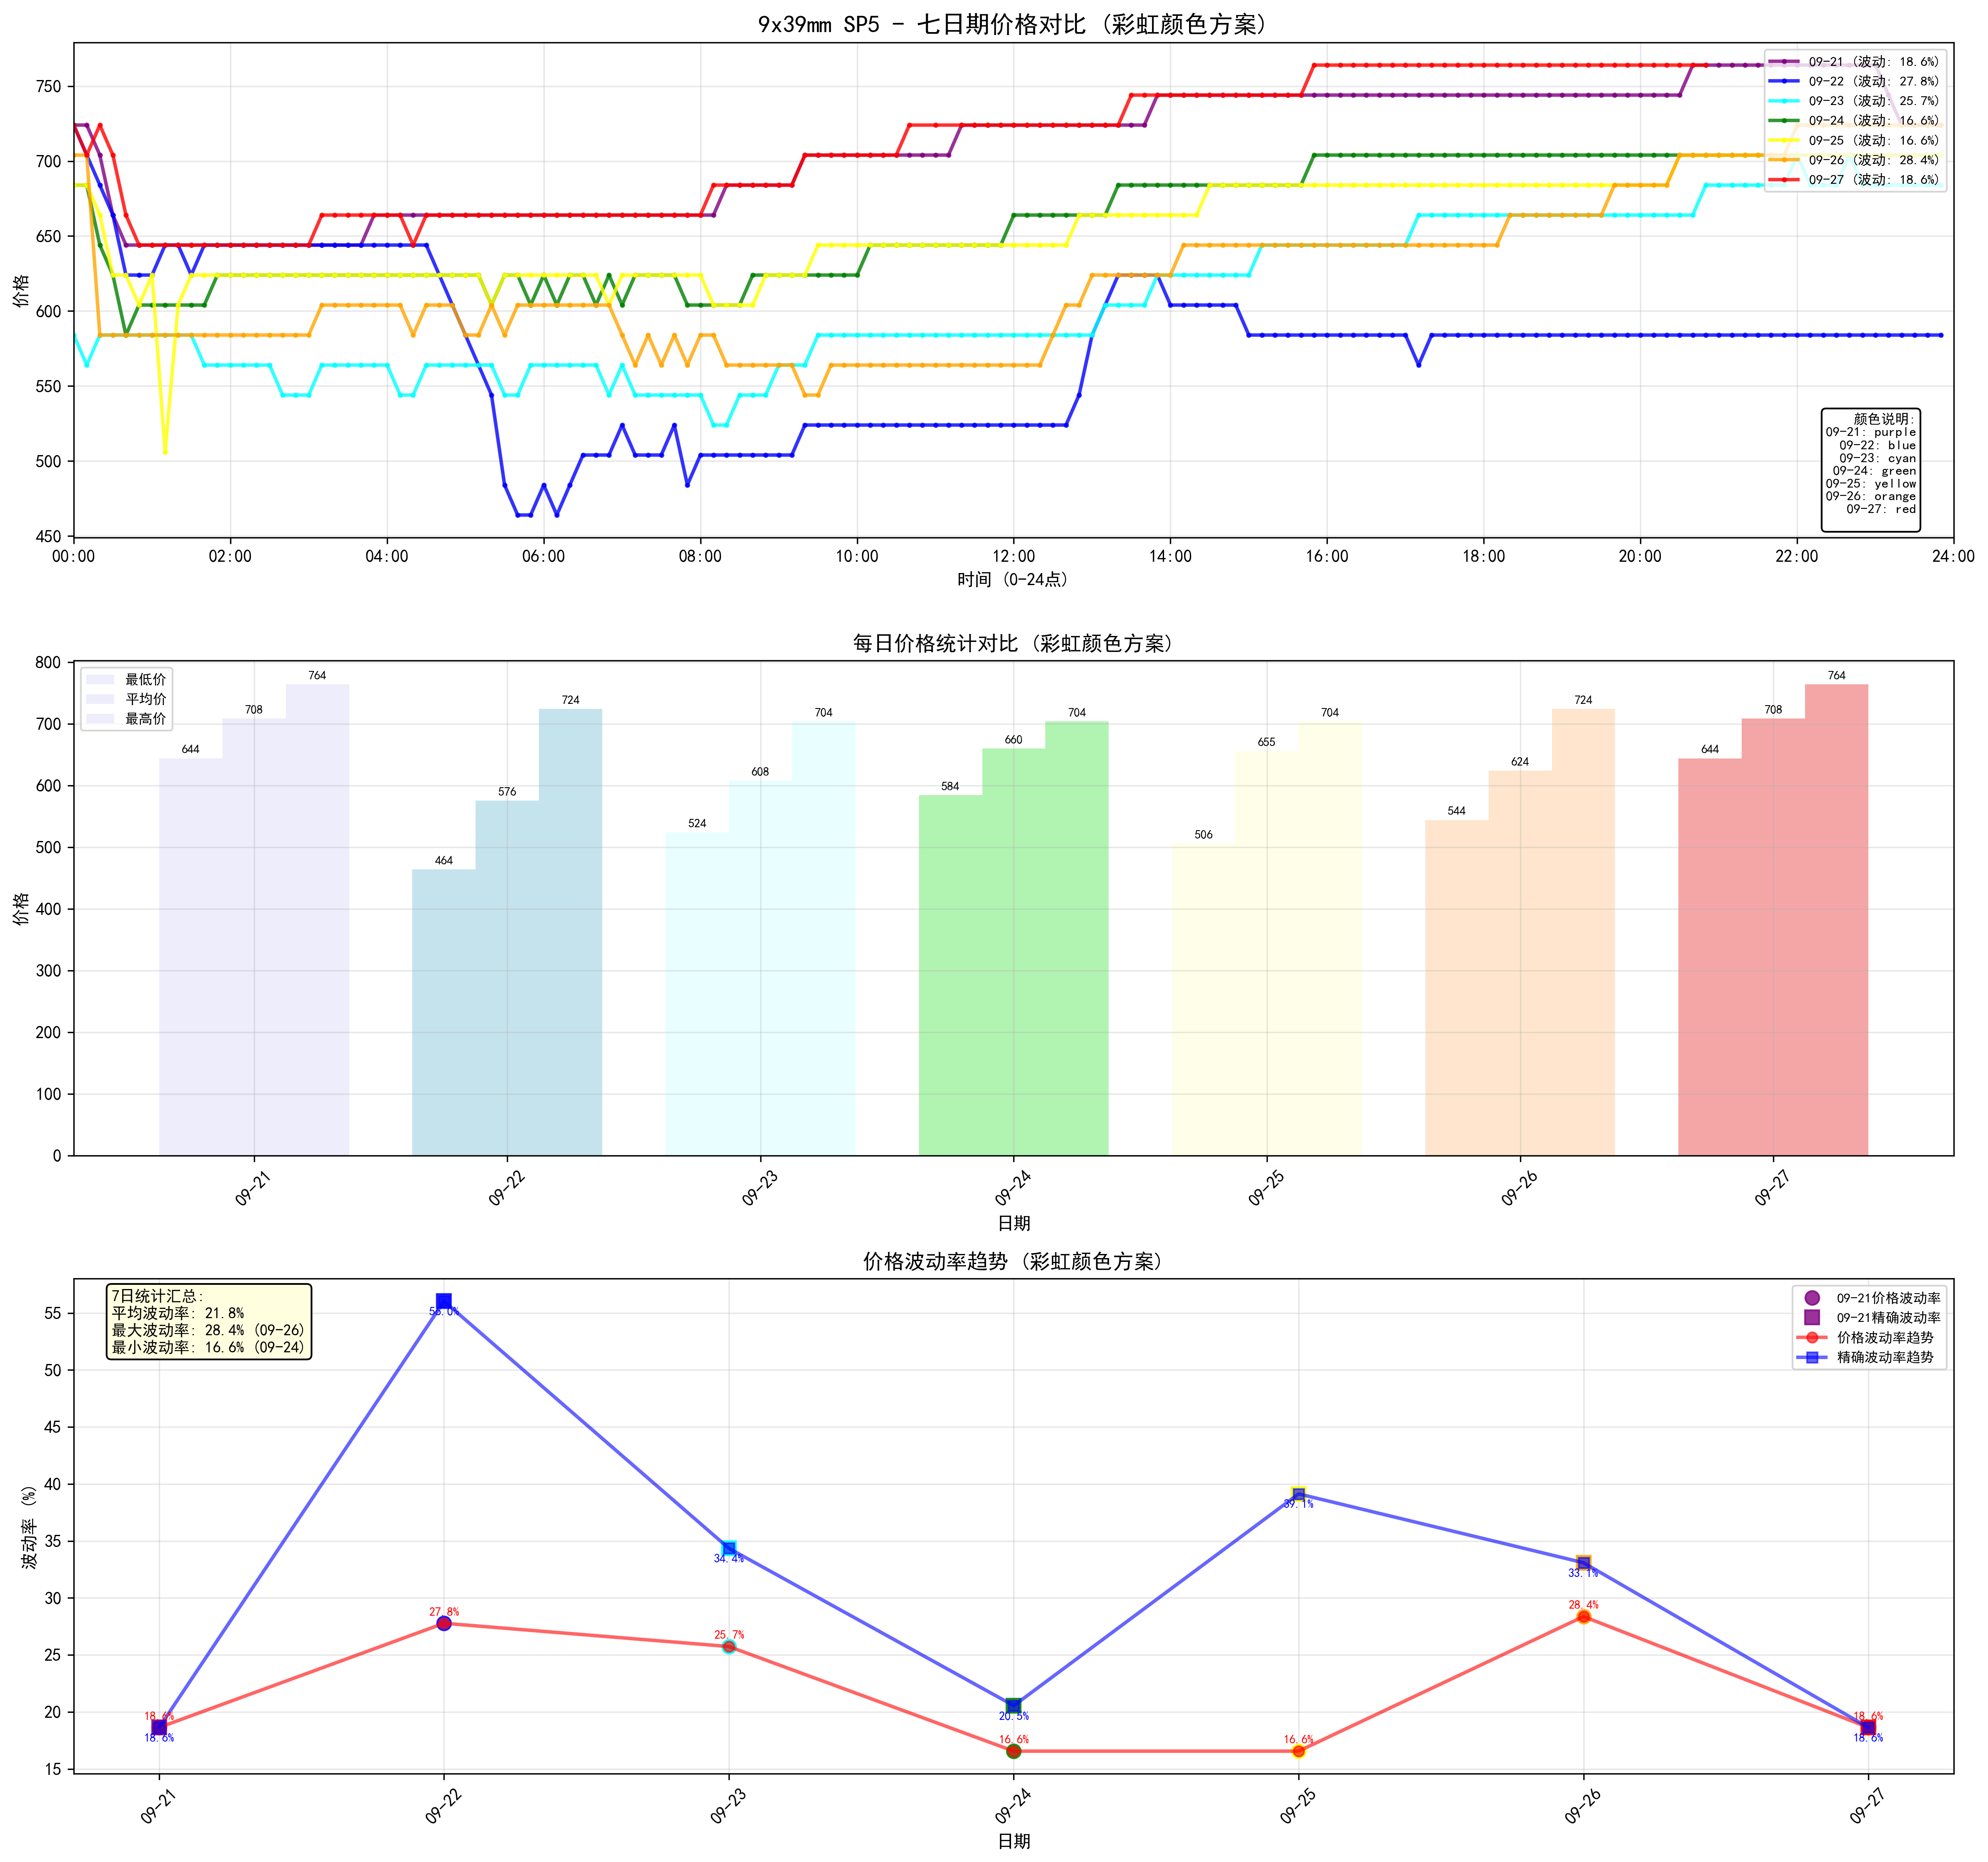 9x39mm SP5 - 七日期价格对比 (彩虹颜色方案)
价格
750
700
650
600
550
500
450
09-21 (波动: 18.6%)
09-22 (波动: 27.8%)
09-23 (波动: 25.7%)
09-24 (波动: 16.6%)
09-25 (波动: 16.6%)
09-26 (波动: 28.4%)
09-27 (波动: 18.6%)
颜色说明:
09-21: purple
09-22: blue
09-23: cyan
09-24: green
09-25: yellow
09-26: orange
09-27: red
00:00 02:00 04:00 06:00 08:00 10:00 12:00 14:00 16:00 18:00 20:00 22:00 24:00
时间 (0-24点)
每日价格统计对比 (彩虹颜色方案)
价格
800
700
600
500
400
300
200
100
0
最低价
平均价
最高价
644 708 764
464 576 724
524 608 704
584 660 704
506 655 704
544 624 724
644 708 764
09-21 09-22 09-23 09-24 09-25 09-26 09-27
日期
价格波动率趋势 (彩虹颜色方案)
波动率 (%)
55
50
45
40
35
30
25
20
15
7日统计汇总:
平均波动率: 21.8%
最大波动率: 28.4% (09-26)
最小波动率: 16.6% (09-24)
09-21价格波动率
09-21精确波动率
价格波动率趋势
精确波动率趋势
18.6% 27.8% 25.7% 16.6% 16.6% 28.4% 18.6%
18.6% 56.0% 34.4% 20.5% 39.1% 33.1% 18.6%
09-21 09-22 09-23 09-24 09-25 09-26 09-27
日期